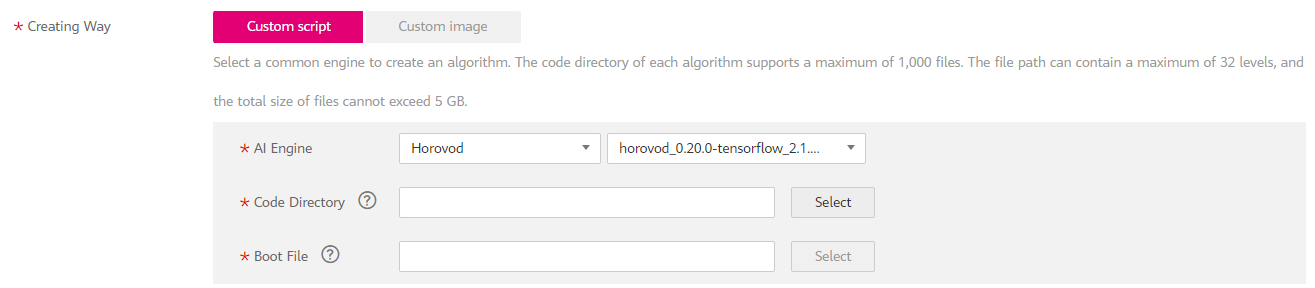 * Creating Way Custom script Custom image
Select a common engine to create an algorithm. The code directory of each algorithm supports a maximum of 1,000 files. The file path can contain a maximum of 32 levels, and
the total size of files cannot exceed 5 GB.
* AI Engine Horovod horovod_0.20.0-tensorflow_2.1....
* Code Directory ? Select
* Boot File ? Select